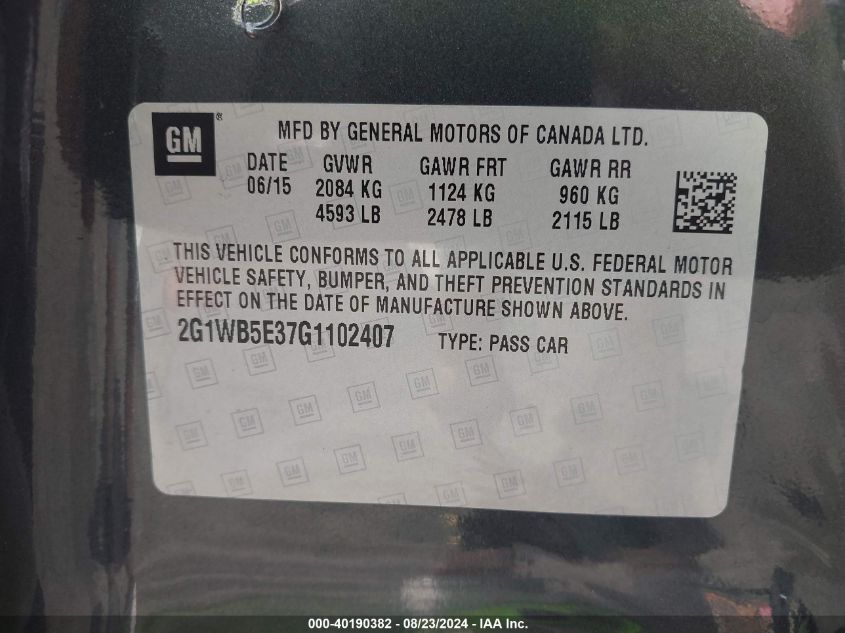 GM ®
MFD BY GENERAL MOTORS OF CANADA LTD.
DATE GVWR GAWR FRT GAWR RR
06/15 2084 KG 1124 KG 960 KG
4593 LB 2478 LB 2115 LB
THIS VEHICLE CONFORMS TO ALL APPLICABLE U.S. FEDERAL MOTOR
VEHICLE SAFETY, BUMPER, AND THEFT PREVENTION STANDARDS IN
EFFECT ON THE DATE OF MANUFACTURE SHOWN ABOVE.
2G1WB5E37G1102407 TYPE: PASS CAR
000-40190382 - 08/23/2024 - IAA Inc.